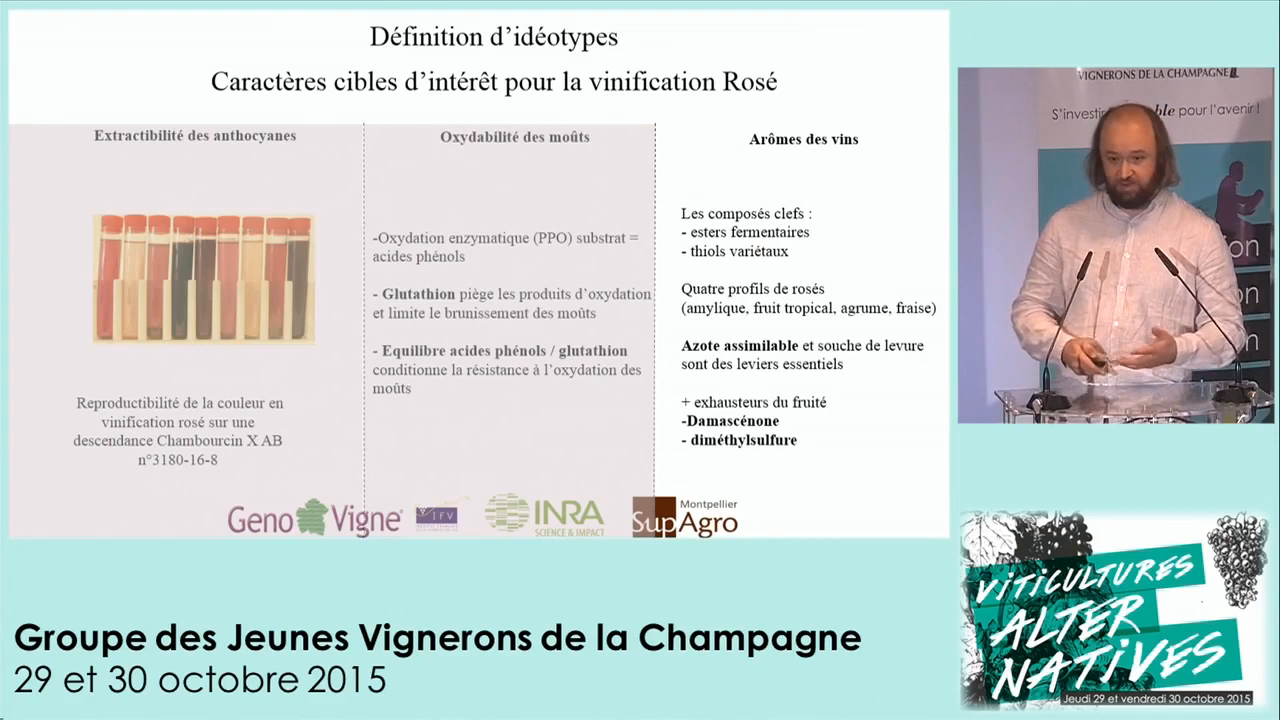 Définition d'idéotypes
Caractères cibles d'intérêt pour la vinification Rosé
Extractibilité des anthocyanes
Reproductibilité de la couleur en
vinification rosé sur une
descendance Chambourcin X AB
n°3180-16-8
Oxydabilité des moûts
-Oxydation enzymatique (PPO) substrat =
acides phénols
- Glutathion piège les produits d'oxydation
et limite le brunissement des moûts
- Equilibre acides phénols / glutathion
conditionne la résistance à l'oxydation des
moûts
Arômes des vins
Les composés clefs :
- esters fermentaires
- thiols variétaux
Quatre profils de rosés
(amylique, fruit tropical, agrume, fraise)
Azote assimilable et souche de levure
sont des leviers essentiels
+ exhausteurs du fruité
-Damascénone
- diméthylsulfure
Geno Vigne
IFV
INRA
SCIENCE & IMPACT
Montpellier
SupAgro
VIGNERONS DE LA CHAMPAGNE
S'investir pour l'avenir !
on
on
n
Groupe des Jeunes Vignerons de la Champagne
29 et 30 octobre 2015
VITICULTURES
ALTER
NATIVES
Jeudi 29 et vendredi 30 octobre 2015